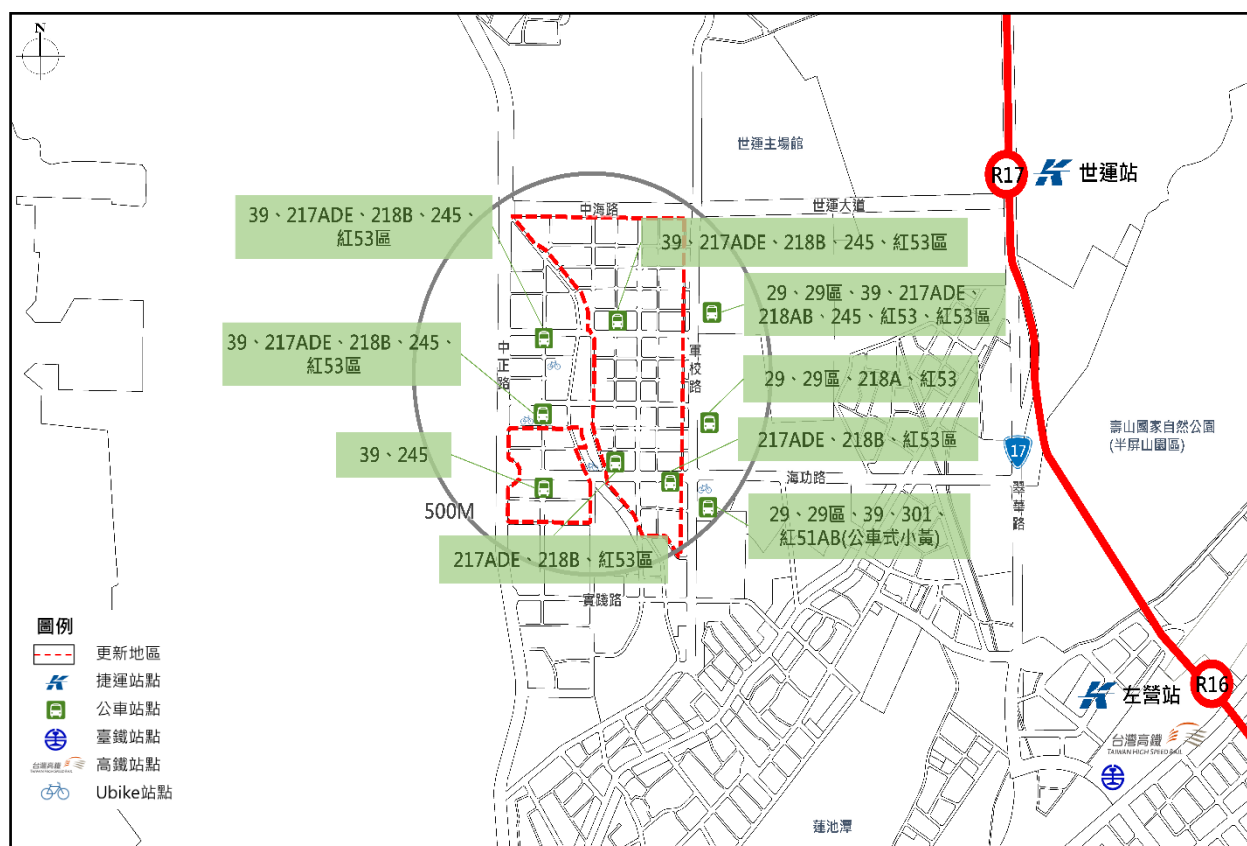 N
世運主場館
R17
世運站
中海路
世運大道
39、217ADE、218B、245、
紅53區
39、217ADE、218B、245、紅53區
29、29區、39、217ADE、
218AB、245、紅53、紅53區
39、217ADE、218B、245、
紅53區
中正路
軍校路
29、29區、218A、紅53
壽山國家自然公園
(半屏山園區)
217ADE、218B、紅53區
17
39、245
海功路
翠華路
500M
29、29區、39、301、
紅51AB(公車式小黃)
217ADE、218B、紅53區
實踐路
圖例
更新地區
捷運站點
公車站點
臺鐵站點
台灣高鐵
TAIWAN HIGH SPEED RAIL
高鐵站點
Ubike站點
左營站
R16
台灣高鐵
TAIWAN HIGH SPEED RAIL
蓮池潭